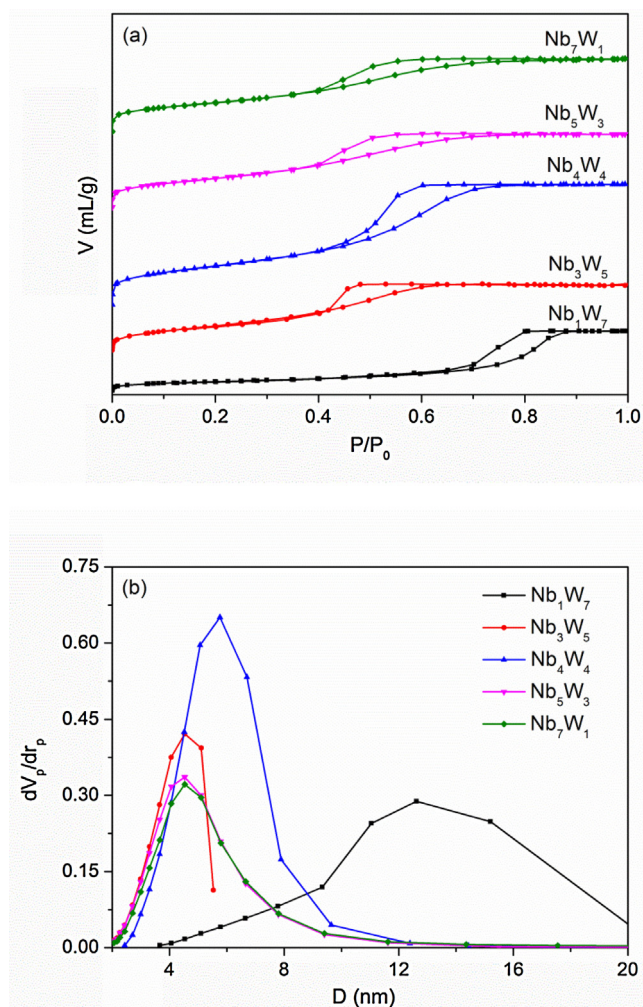 (a)
Nb₇W₁
Nb₅W₃
Nb₄W₄
Nb₃W₅
Nb₁W₇
V (mL/g)
0.0 0.2 0.4 0.6 0.8 1.0
P/P₀
(b)
0.75
0.60
0.45
0.30
0.15
0.00
Nb₁W₇
Nb₃W₅
Nb₄W₄
Nb₅W₃
Nb₇W₁
dVₚ/drₚ
4 8 12 16 20
D (nm)